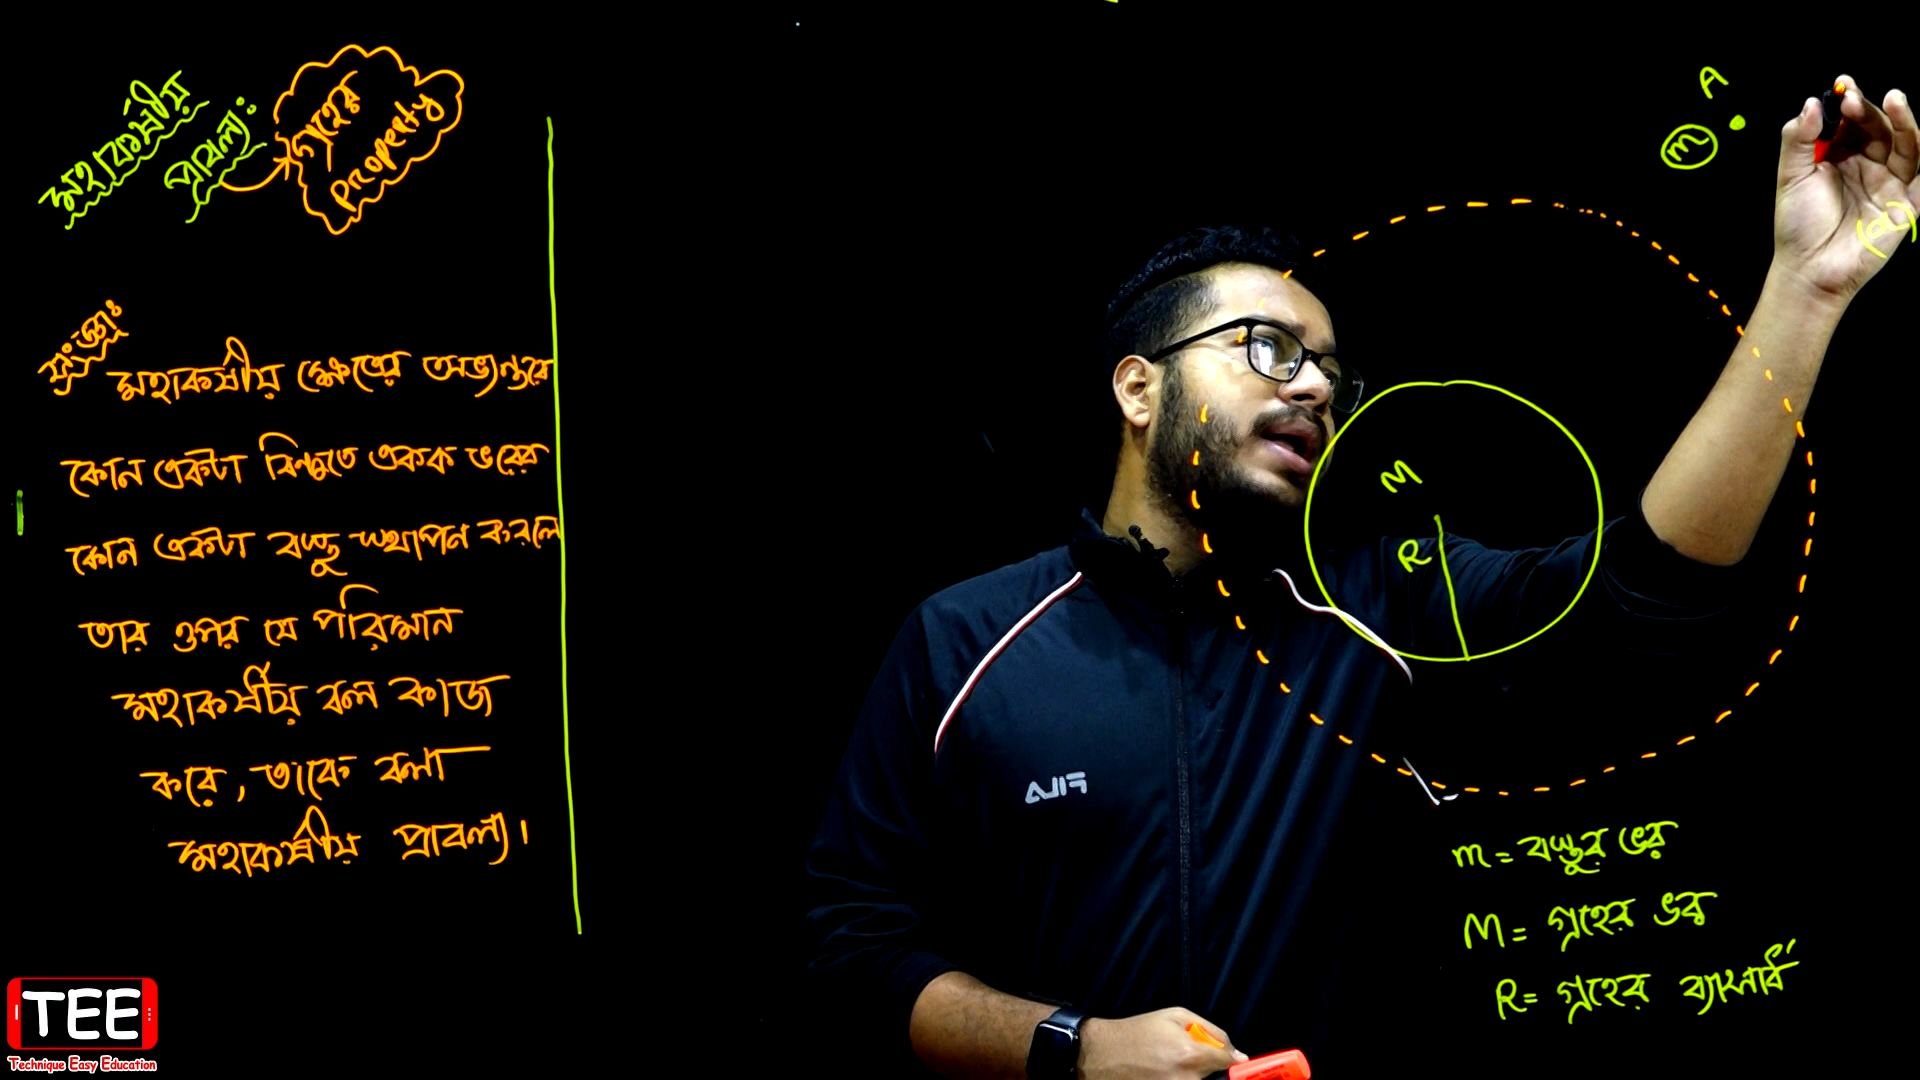 মহাকর্ষীয়
প্রাবল্য:
গ্রহের
property
মহাকর্ষীয় ক্ষেত্রের অভ্যন্তরে
কোন একটা বিন্দুতে একক ভরের
কোন একটা বস্তু স্থাপন করলে
তার ওপর যে পরিমান
মহাকর্ষীয় বল কাজ
করে, তাকে বলা
মহাকর্ষীয় প্রাবল্য।
A
m
M
R
FILA
m = বস্তুর ভর
M = গ্রহের ভর
R = গ্রহের ব্যাসার্ধ
TEE
Technique Easy Education